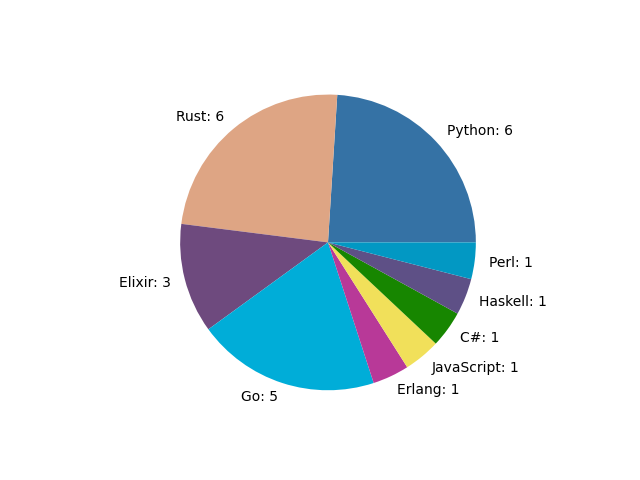 Rust: 6
Python: 6
Elixir: 3
Perl: 1
Haskell: 1
C#: 1
JavaScript: 1
Erlang: 1
Go: 5